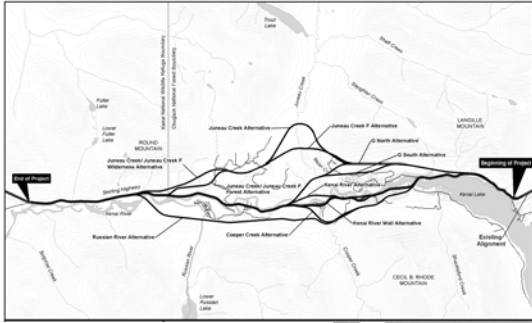 Trout
Lake
Juneau Creek
Shaft Creek
Slaughter Creek
Kenai National Wildlife Refuge Boundary
Chugach National Forest Boundary
Fuller
Lake
Lower
Fuller
Lake
ROUND
MOUNTAIN
LANGILLE
MOUNTAIN
Juneau Creek Alternative
Juneau Creek F Alternative
G North Alternative
G South Alternative
Juneau Creek/ Juneau Creek F
Wilderness Alternative
Juneau Creek/ Juneau Creek F
Forest Alternative
Kenai River Alternative
Beginning of Project
End of Project
Sterling Highway
Kenai River
Kenai Lake
Kenai River Wall Alternative
Russian River Alternative
Cooper Creek Alternative
Existing
Alignment
Russian River
Cooper Creek
Lower
Russian
Lake
CECIL B. RHODE
MOUNTAIN